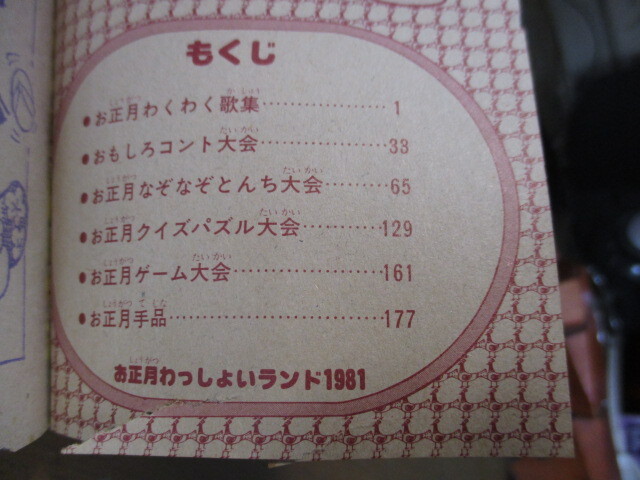 もくじ
●お正月わくわく歌集………………1
●おもしろコント大会………………33
●お正月なぞなぞとんち大会………65
●お正月クイズパズル大会…………129
●お正月ゲーム大会…………………161
●お正月手品…………………………177
お正月わっしょいランド1981